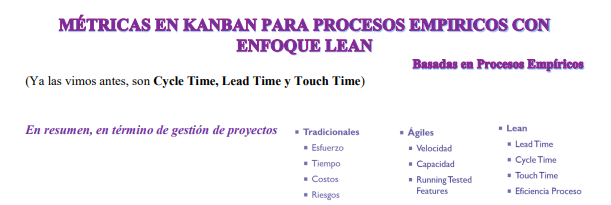 MÉTRICAS EN KANBAN PARA PROCESOS EMPIRICOS CON
ENFOQUE LEAN
Basadas en Procesos Empíricos
(Ya las vimos antes, son Cycle Time, Lead Time y Touch Time)
En resumen, en término de gestión de proyectos
▪ Tradicionales
▪ Esfuerzo
▪ Tiempo
▪ Costos
▪ Riesgos
▪ Ágiles
▪ Velocidad
▪ Capacidad
▪ Running Tested
Features
▪ Lean
▪ Lead Time
▪ Cycle Time
▪ Touch Time
▪ Eficiencia Proceso